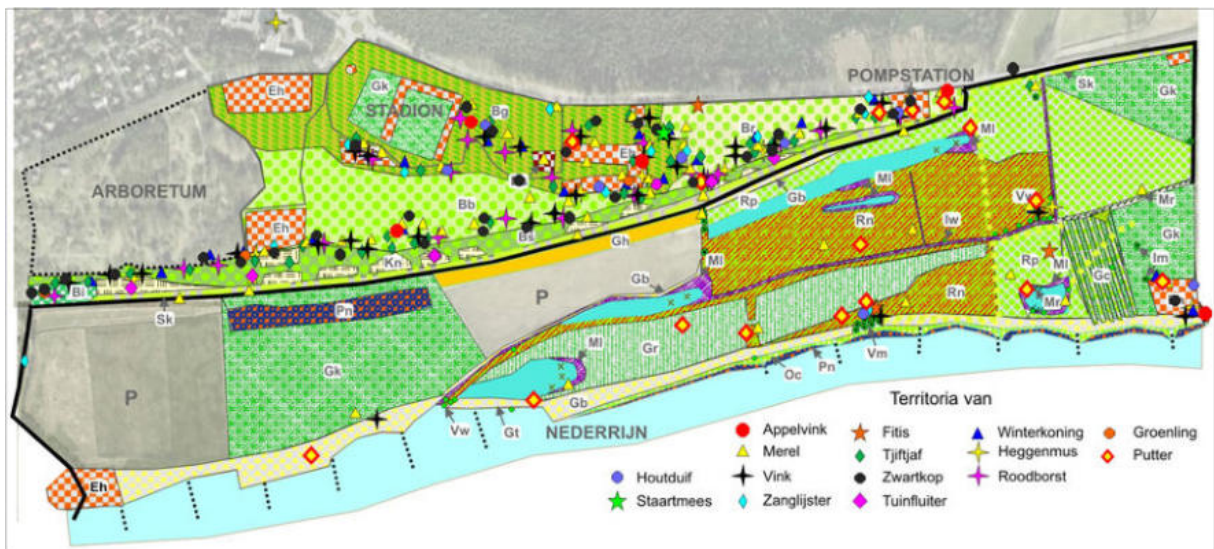 POMPSTATION
Sk
Gk
Eh
Gk
STADION
Bg
Br
Ml
Eh
ARBORETUM
Ml
Rp
Gb
Bb
Rn
Iw
Vw
Mr
Eh
Bs
Gk
Gh
Kn
Ml
Rp
Ml
Gc
Im
Bi
Gb
Mr
Sk
Pn
P
Rn
Ml
Gr
Gk
Vm
Oc
Pn
P
Gb
Vw
Gt
NEDERRIJN
Eh
Territoria van
Appelvink
Fitis
Winterkoning
Groenling
Merel
Tjiftjaf
Heggenmus
Putter
Houtduif
Vink
Zwartkop
Roodborst
Staartmees
Zanglijster
Tuinfluiter